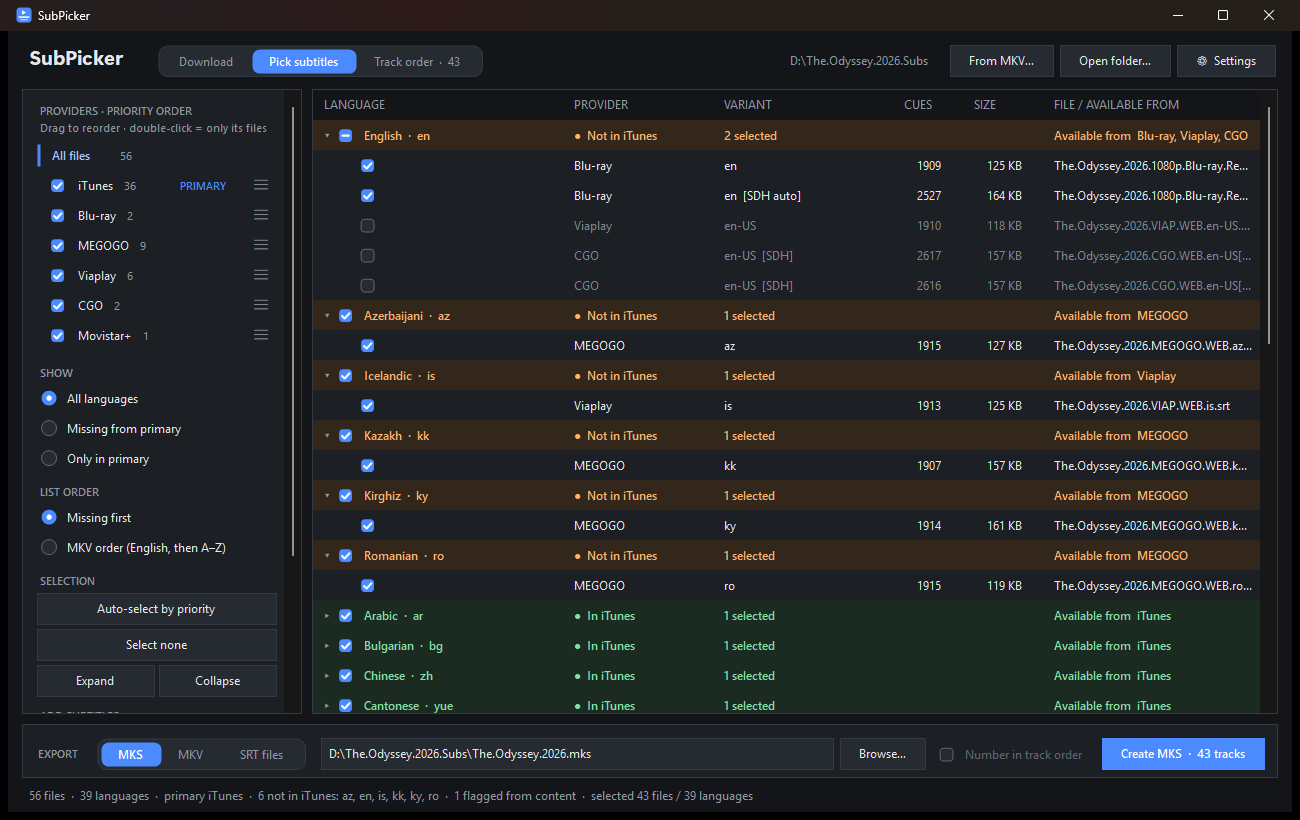 SubPicker
SubPicker
Download
Pick subtitles
Track order · 43
D:\The.Odyssey.2026.Subs
From MKV...
Open folder...
Settings
PROVIDERS · PRIORITY ORDER
Drag to reorder · double-click = only its files
All files 56
iTunes 36 PRIMARY
Blu-ray 2
MEGOGO 9
Viaplay 6
CGO 2
Movistar+ 1
SHOW
All languages
Missing from primary
Only in primary
LIST ORDER
Missing first
MKV order (English, then A–Z)
SELECTION
Auto-select by priority
Select none
Expand
Collapse
LANGUAGE PROVIDER VARIANT CUES SIZE FILE / AVAILABLE FROM
English · en ● Not in iTunes 2 selected Available from Blu-ray, Viaplay, CGO
Blu-ray en 1909 125 KB The.Odyssey.2026.1080p.Blu-ray.Re...
Blu-ray en [SDH auto] 2527 164 KB The.Odyssey.2026.1080p.Blu-ray.Re...
Viaplay en-US 1910 118 KB The.Odyssey.2026.VIAP.WEB.en-US....
CGO en-US [SDH] 2617 157 KB The.Odyssey.2026.CGO.WEB.en-US[...
CGO en-US [SDH] 2616 157 KB The.Odyssey.2026.CGO.WEB.en-US[...
Azerbaijani · az ● Not in iTunes 1 selected Available from MEGOGO
MEGOGO az 1915 127 KB The.Odyssey.2026.MEGOGO.WEB.az...
Icelandic · is ● Not in iTunes 1 selected Available from Viaplay
Viaplay is 1913 125 KB The.Odyssey.2026.VIAP.WEB.is.srt
Kazakh · kk ● Not in iTunes 1 selected Available from MEGOGO
MEGOGO kk 1907 157 KB The.Odyssey.2026.MEGOGO.WEB.k...
Kirghiz · ky ● Not in iTunes 1 selected Available from MEGOGO
MEGOGO ky 1914 161 KB The.Odyssey.2026.MEGOGO.WEB.k...
Romanian · ro ● Not in iTunes 1 selected Available from MEGOGO
MEGOGO ro 1915 119 KB The.Odyssey.2026.MEGOGO.WEB.ro...
Arabic · ar ● In iTunes 1 selected Available from iTunes
Bulgarian · bg ● In iTunes 1 selected Available from iTunes
Chinese · zh ● In iTunes 1 selected Available from iTunes
Cantonese · yue ● In iTunes 1 selected Available from iTunes
EXPORT
MKS
MKV
SRT files
D:\The.Odyssey.2026.Subs\The.Odyssey.2026.mks
Browse...
Number in track order
Create MKS · 43 tracks
56 files · 39 languages · primary iTunes · 6 not in iTunes: az, en, is, kk, ky, ro · 1 flagged from content · selected 43 files / 39 languages